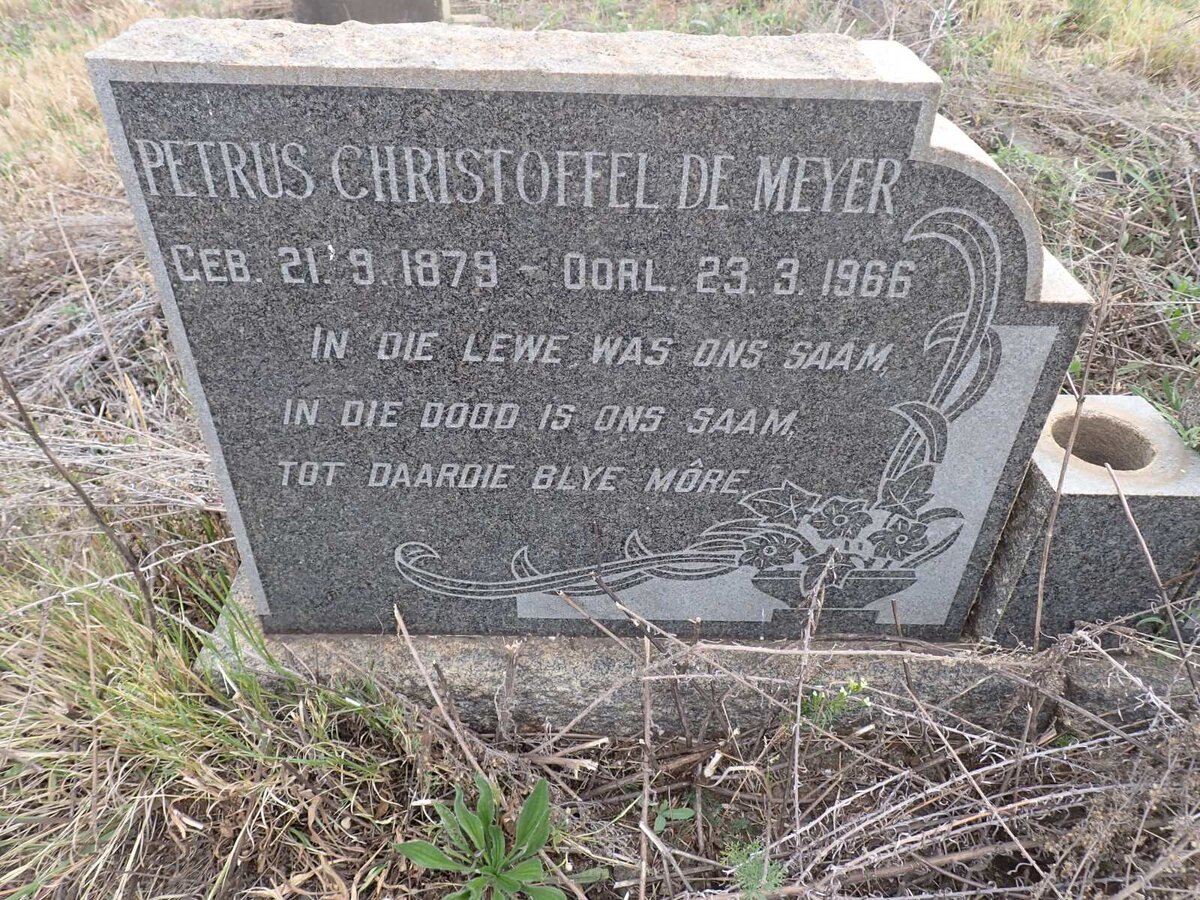 PETRUS CHRISTOFFEL DE MEYER
GEB. 21.9.1879 – OORL. 23.3.1966
IN DIE LEWE, WAS ONS SAAM,
IN DIE DOOD IS ONS SAAM,
TOT DAARDIE BLYE MÔRE.